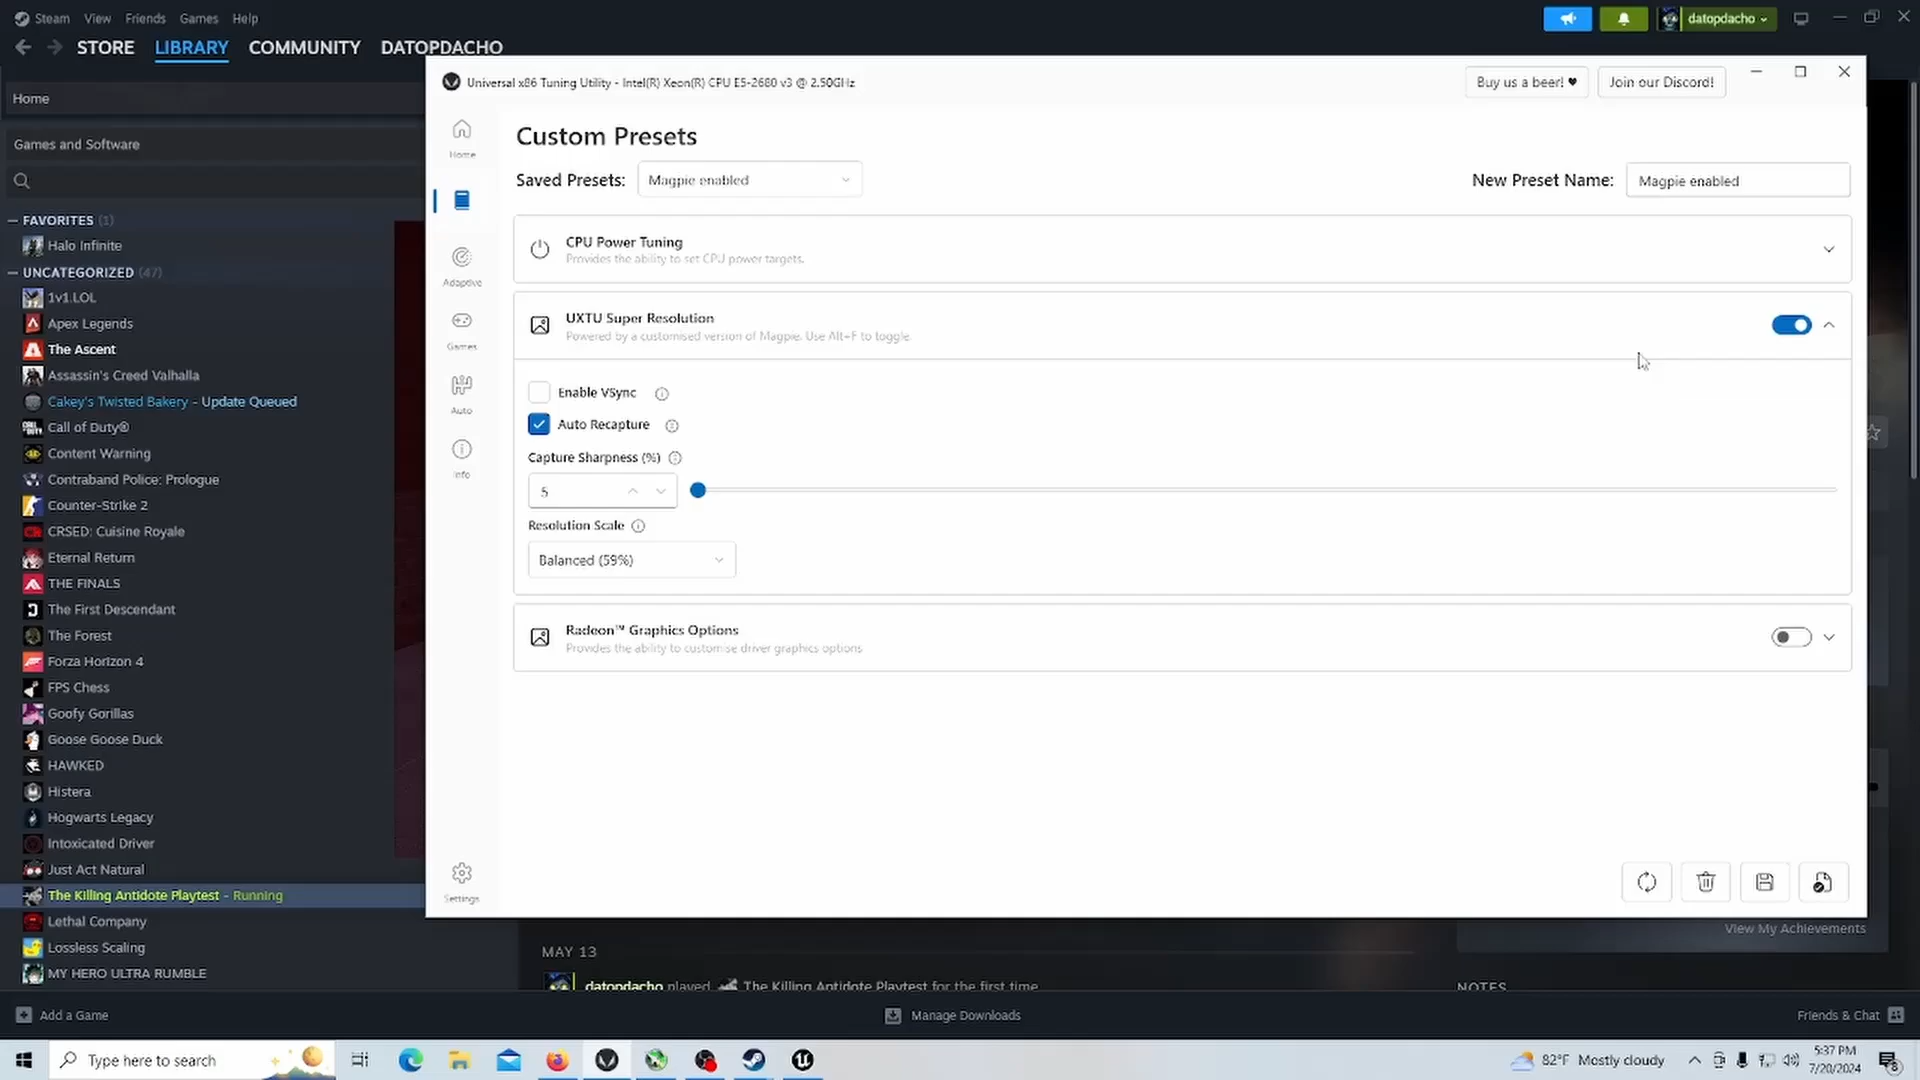 Steam View Friends Games Help
datopdacho
STORE LIBRARY COMMUNITY DATOPDACHO
Home
Games and Software
FAVORITES (1)
Halo Infinite
UNCATEGORIZED (47)
1v1.LOL
Apex Legends
The Ascent
Assassin's Creed Valhalla
Cakey's Twisted Bakery - Update Queued
Call of Duty®
Content Warning
Contraband Police: Prologue
Counter-Strike 2
CRSED: Cuisine Royale
Eternal Return
THE FINALS
The First Descendant
The Forest
Forza Horizon 4
FPS Chess
Goofy Gorillas
Goose Goose Duck
HAWKED
Histera
Hogwarts Legacy
Intoxicated Driver
Just Act Natural
The Killing Antidote Playtest - Running
Lethal Company
Lossless Scaling
MY HERO ULTRA RUMBLE
Universal x86 Tuning Utility - Intel(R) Xeon(R) CPU E5-2680 v3 @ 2.50GHz
Buy us a beer! ♥
Join our Discord!
Home
Adaptive
Games
Auto
Info
Settings
Custom Presets
Saved Presets: Magpie enabled
New Preset Name: Magpie enabled
CPU Power Tuning
Provides the ability to set CPU power targets.
UXTU Super Resolution
Powered by a customised version of Magpie. Use Alt+F to toggle
Enable VSync
Auto Recapture
Capture Sharpness (%)
5
Resolution Scale
Balanced (59%)
Radeon™ Graphics Options
Provides the ability to customise driver graphics options
View My Achievements
MAY 13
datopdacho played The Killing Antidote Playtest for the first time
NOTES
Add a Game
Manage Downloads
Friends & Chat
Type here to search
82°F Mostly cloudy
5:37 PM
7/20/2024